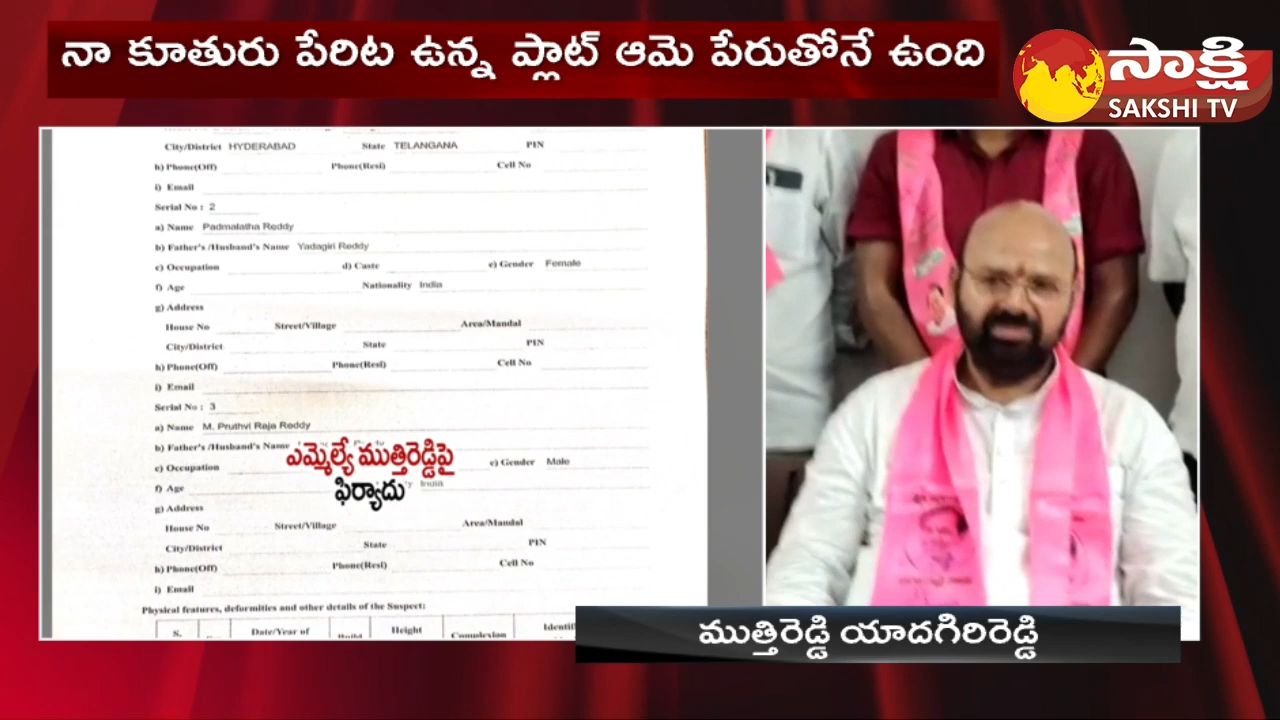 నా కూతురు పేరిట ఉన్న ప్లాట్ ఆమె పేరుతోనే ఉంది
సాక్షి
SAKSHI TV
City/District HYDERABAD State TELANGANA PIN
h) Phone(Off) Phone(Resi) Cell No
i) Email
Serial No : 2
a) Name Padmalatha Reddy
b) Father's /Husband's Name Yadagiri Reddy
c) Occupation d) Caste e) Gender Female
f) Age Nationality India
g) Address
House No Street/Village Area/Mandal
City/District State PIN
h) Phone(Off) Phone(Resi) Cell No
i) Email
Serial No : 3
a) Name M. Pruthvi Raja Reddy
b) Father's /Husband's Name
ఎమ్మెల్యే ముత్తిరెడ్డిపై
c) Occupation e) Gender Male
ఫిర్యాదు
f) Age India
g) Address
House No Street/Village Area/Mandal
City/District State PIN
h) Phone(Off) Phone(Resi) Cell No
i) Email
Physical features, deformities and other details of the Suspect:
S. Date/Year of Build Height Complexion
ముత్తిరెడ్డి యాదగిరిరెడ్డి